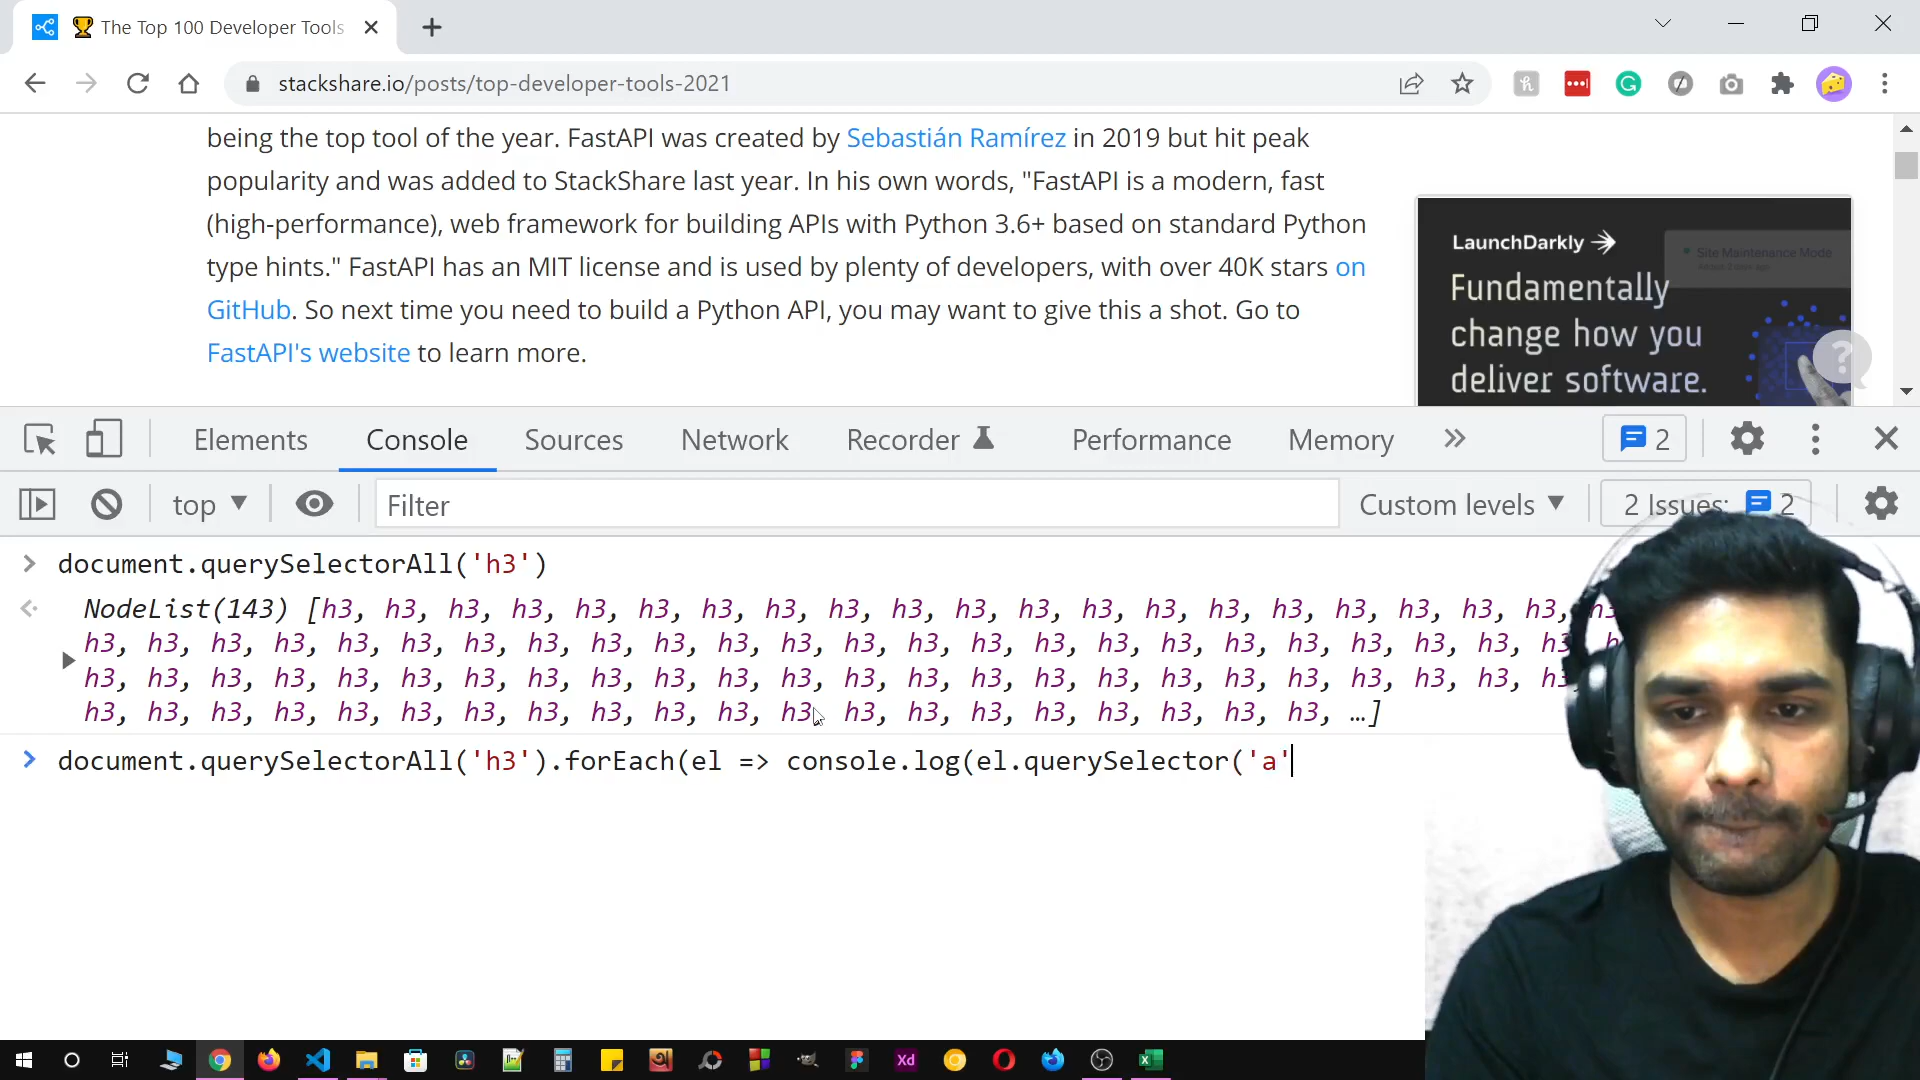 The Top 100 Developer Tools
stackshare.io/posts/top-developer-tools-2021
being the top tool of the year. FastAPI was created by Sebastián Ramírez in 2019 but hit peak
popularity and was added to StackShare last year. In his own words, "FastAPI is a modern, fast
(high-performance), web framework for building APIs with Python 3.6+ based on standard Python
type hints." FastAPI has an MIT license and is used by plenty of developers, with over 40K stars on
GitHub. So next time you need to build a Python API, you may want to give this a shot. Go to
FastAPI's website to learn more.
LaunchDarkly
Site Maintenance Mode
Fundamentally
change how you
deliver software.
?
Elements Console Sources Network Recorder Performance Memory 2
top Filter Custom levels 2 Issues: 2
document.querySelectorAll('h3')
NodeList(143) [h3, h3, h3, h3, h3, h3, h3, h3, h3, h3, h3, h3, h3, h3, h3, h3, h3, h3, h3, h3,
h3, h3, h3, h3, h3, h3, h3, h3, h3, h3, h3, h3, h3, h3, h3, h3, h3, h3, h3, h3, h3, h3, h3,
h3, h3, h3, h3, h3, h3, h3, h3, h3, h3, h3, h3, h3, h3, h3, h3, h3, h3, h3, h3, h3, h3, h3,
h3, h3, h3, h3, h3, h3, h3, h3, h3, h3, h3, h3, h3, h3, h3, h3, h3, h3, h3, h3, …]
document.querySelectorAll('h3').forEach(el => console.log(el.querySelector('a'
Xd